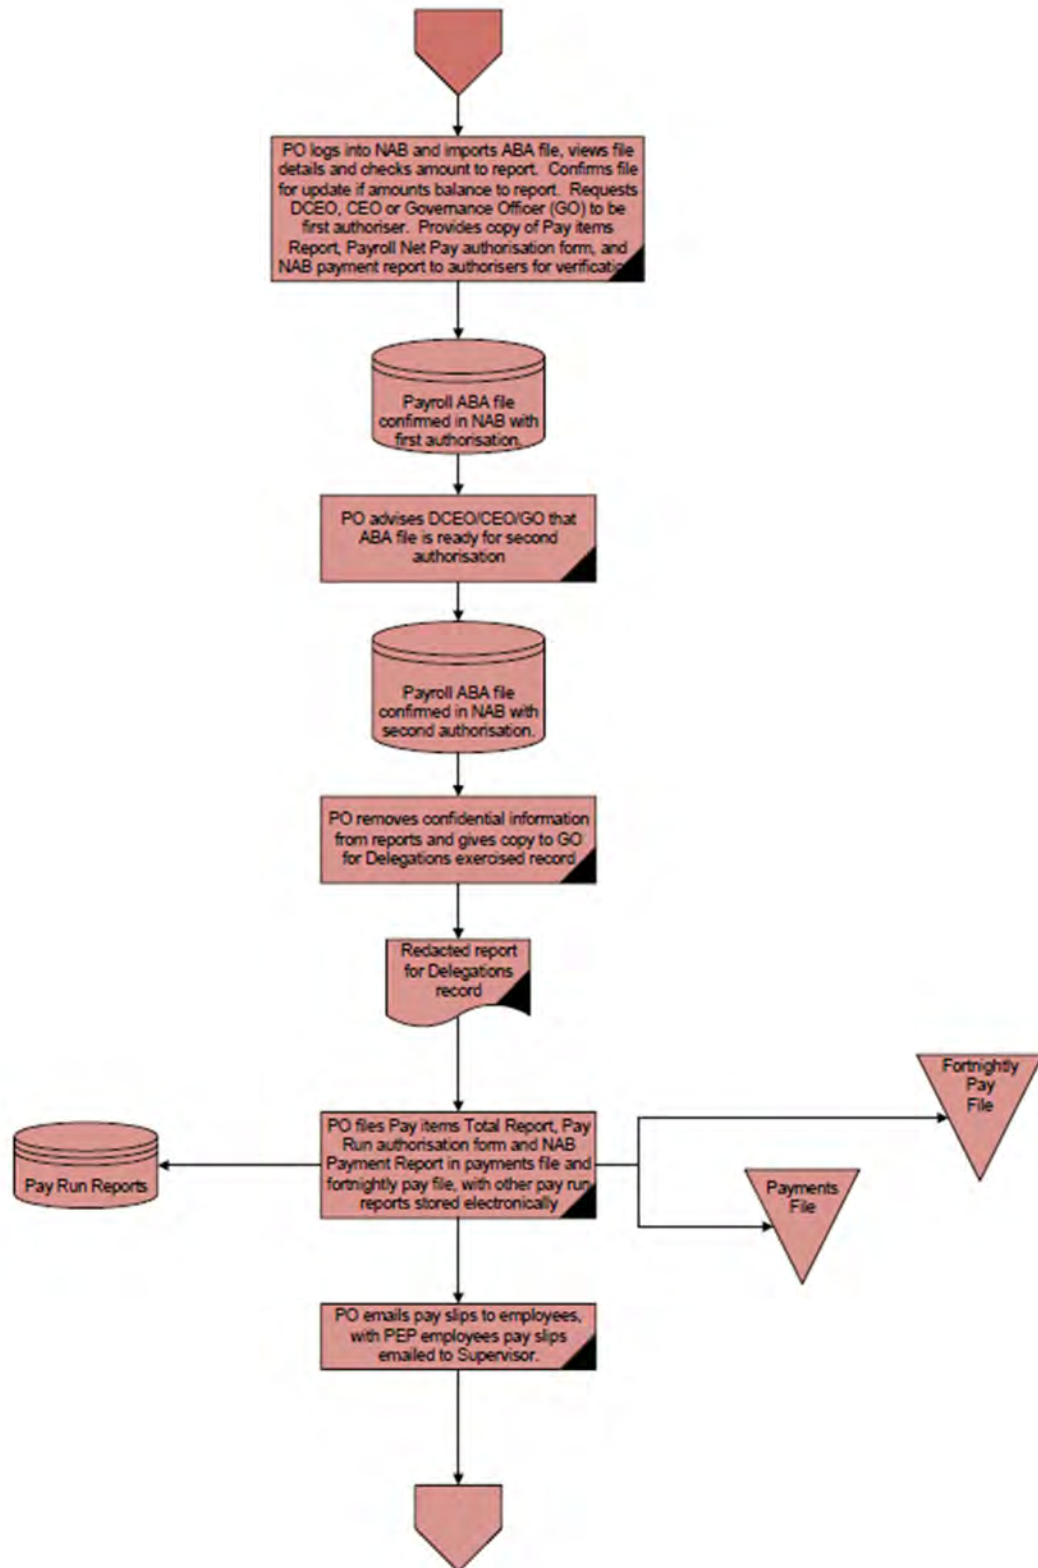 PO logs into NAB and imports ABA file, views file
details and checks amount to report. Confirms file
for update if amounts balance to report. Requests
DCEO, CEO or Governance Officer (GO) to be
first authoriser. Provides copy of Pay items
Report, Payroll Net Pay authorisation form, and
NAB payment report to authorisers for
Payroll ABA file
confirmed in NAB with
first authorisation.
PO advises DCEO/CEO/GO that
ABA file is ready for second
authorisation
Payroll ABA file
confirmed in NAB with
second authorisation.
PO removes confidential information
from reports and gives copy to GO
for Delegations exercised record
Redacted report
for Delegations
record
Fortnightly
Pay
File
PO files Pay items Total Report, Pay
Run authorisation form and NAB
Payment Report in payments file and
fortnightly pay file, with other pay run
reports stored electronically
Pay Run Reports
Payments
File
PO emails pay slips to employees,
with PEP employees pay slips
emailed to Supervisor.